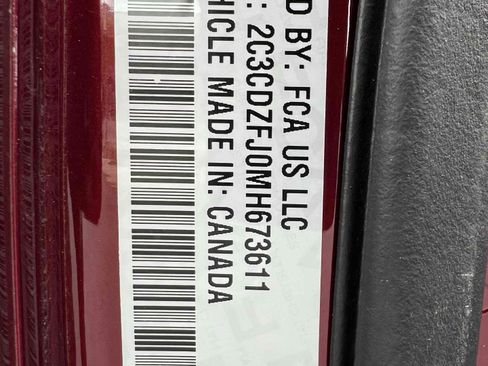 D BY: FCA US LLC
: 2C3CDZFJ0MH673611
HICLE MADE IN: CANADA